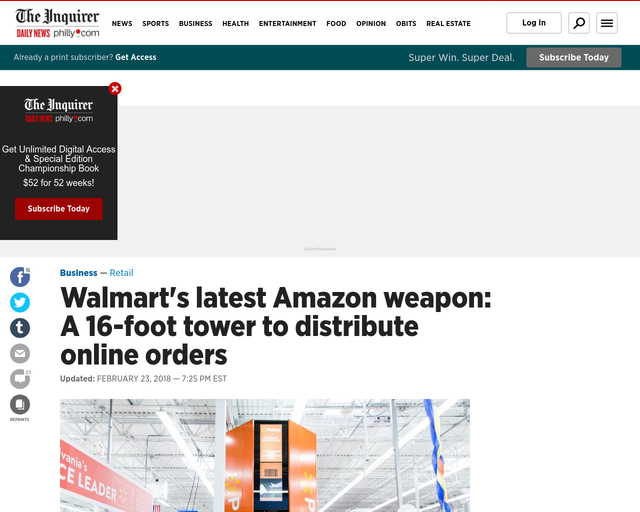 The Inquirer
DAILY NEWS philly.com
NEWS SPORTS BUSINESS HEALTH ENTERTAINMENT FOOD OPINION OBITS REAL ESTATE
Log In
Already a print subscriber? Get Access
Super Win. Super Deal.
Subscribe Today
The Inquirer
DAILY NEWS philly.com
Get Unlimited Digital Access
& Special Edition
Championship Book
$52 for 52 weeks!
Subscribe Today
Advertisement
16
Business — Retail
Walmart's latest Amazon weapon:
A 16-foot tower to distribute
online orders
Updated: FEBRUARY 23, 2018 — 7:25 PM EST
23
REPRINTS
vania's
CE LEADER